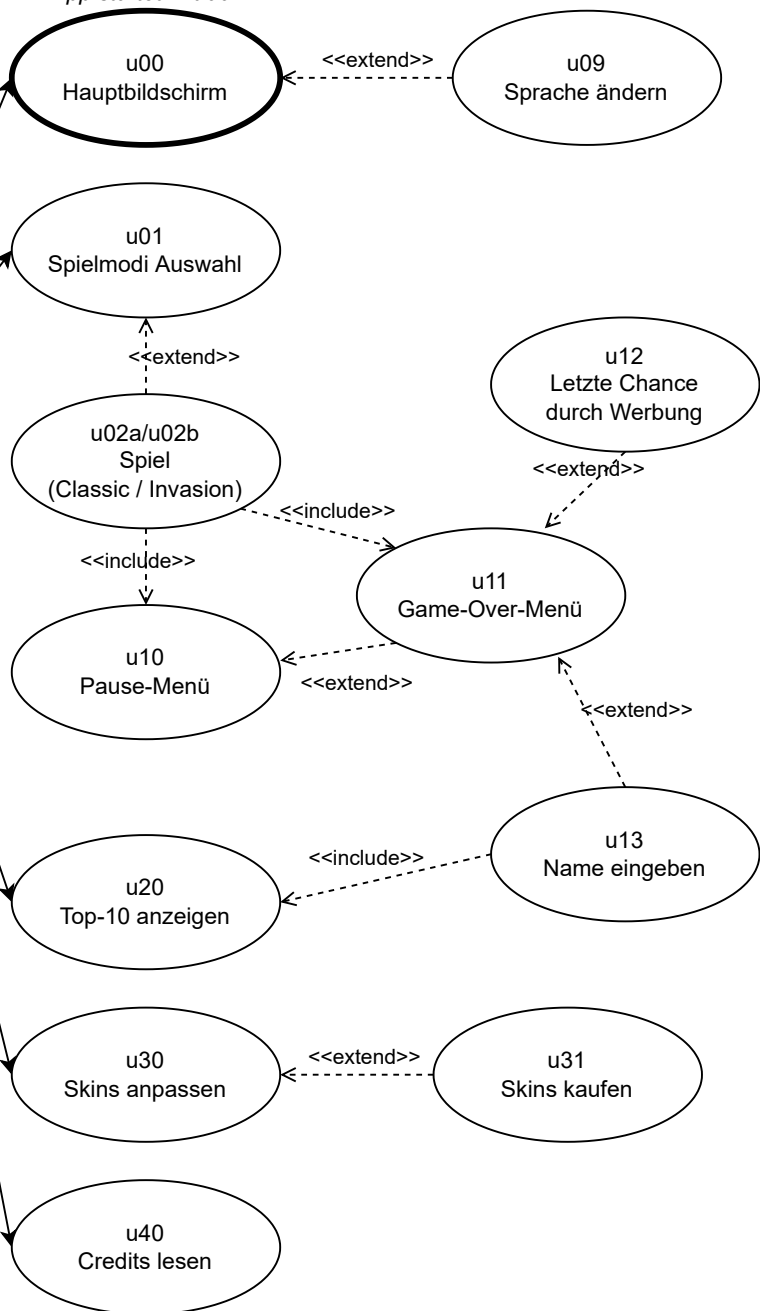 u00
Hauptbildschirm
<<extend>>
u09
Sprache ändern
u01
Spielmodi Auswahl
<<extend>>
u12
Letzte Chance
durch Werbung
<<extend>>
u02a/u02b
Spiel
(Classic / Invasion)
<<include>>
<<include>>
u11
Game-Over-Menü
u10
Pause-Menü
<<extend>>
<<extend>>
u13
Name eingeben
<<include>>
u20
Top-10 anzeigen
u30
Skins anpassen
<<extend>>
u31
Skins kaufen
u40
Credits lesen